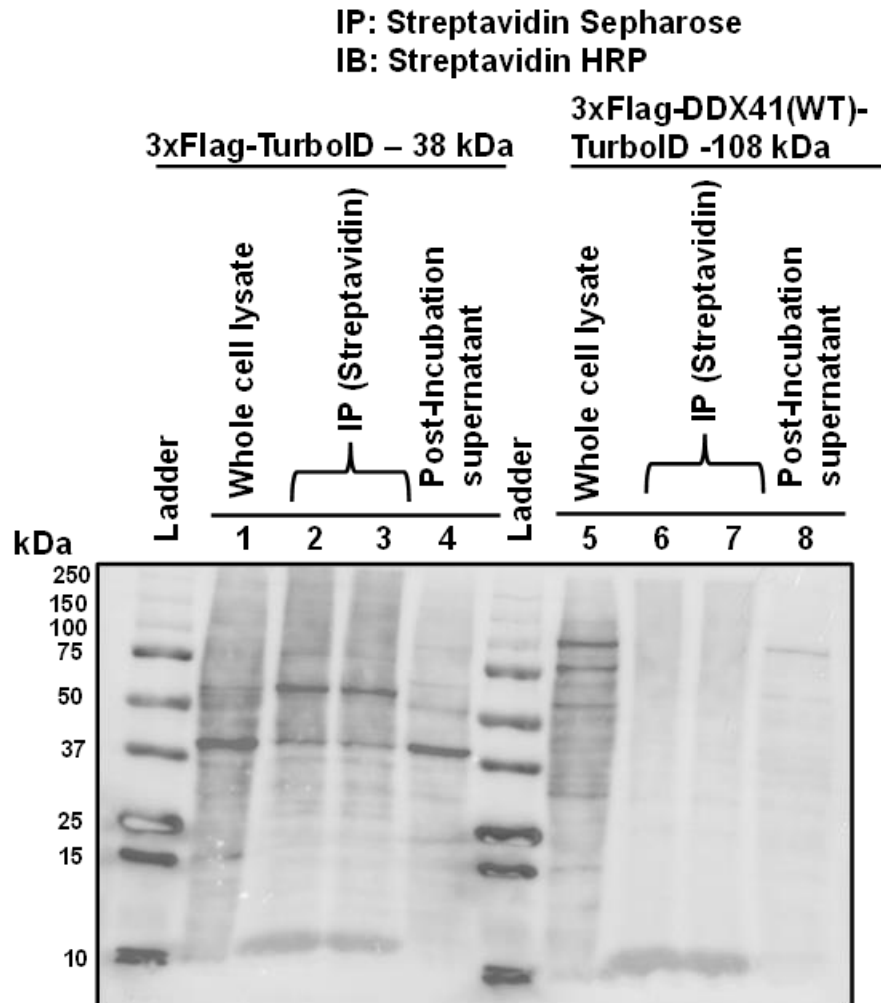 IP: Streptavidin Sepharose
IB: Streptavidin HRP
3xFlag-TurboID – 38 kDa
3xFlag-DDX41(WT)-
TurboID -108 kDa
Ladder
Whole cell lysate
IP (Streptavidin)
Post-Incubation
supernatant
Ladder
Whole cell lysate
IP (Streptavidin)
Post-Incubation
supernatant
kDa
1 2 3 4 5 6 7 8
250
150
100
75
50
37
25
15
10